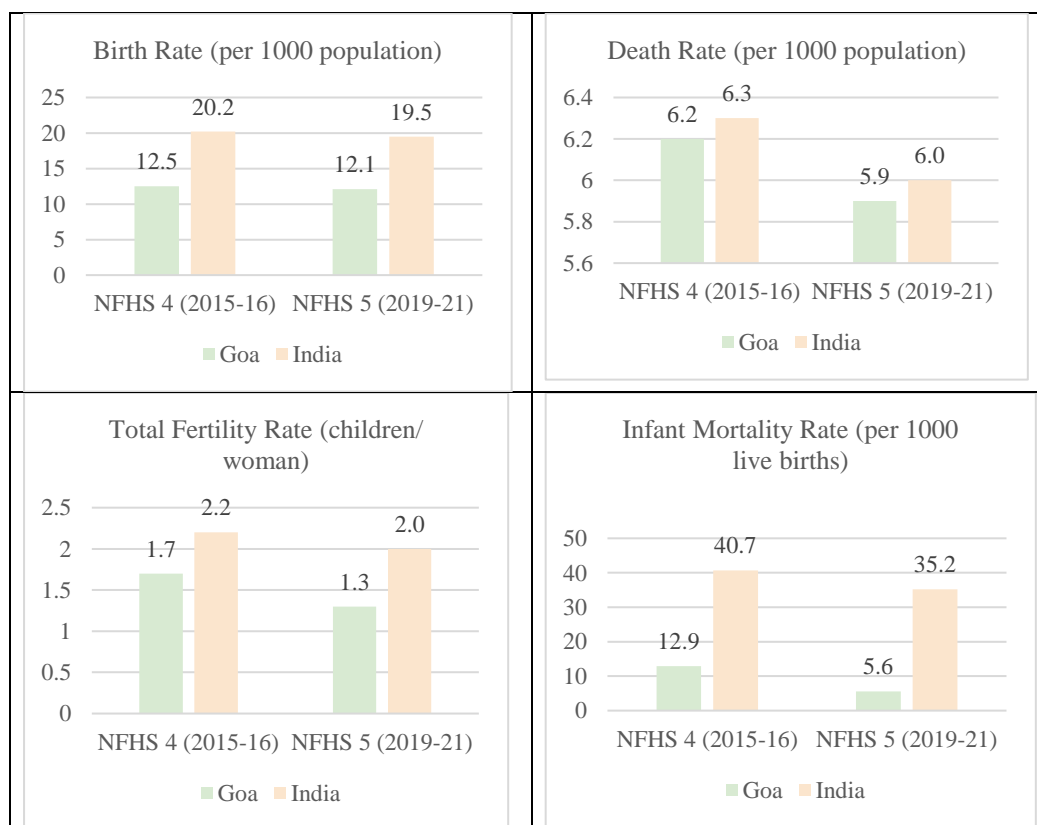 Birth Rate (per 1000 population)
25
20
15
10
5
0
12.5
20.2
12.1
19.5
NFHS 4 (2015-16)
NFHS 5 (2019-21)
Goa
India
Death Rate (per 1000 population)
6.4
6.2
6
5.8
5.6
6.2
6.3
5.9
6.0
NFHS 4 (2015-16)
NFHS 5 (2019-21)
Goa
India
Total Fertility Rate (children/
woman)
2.5
2
1.5
1
0.5
0
1.7
2.2
1.3
2.0
NFHS 4 (2015-16)
NFHS 5 (2019-21)
Goa
India
Infant Mortality Rate (per 1000
live births)
50
40
30
20
10
0
12.9
40.7
5.6
35.2
NFHS 4 (2015-16)
NFHS 5 (2019-21)
Goa
India